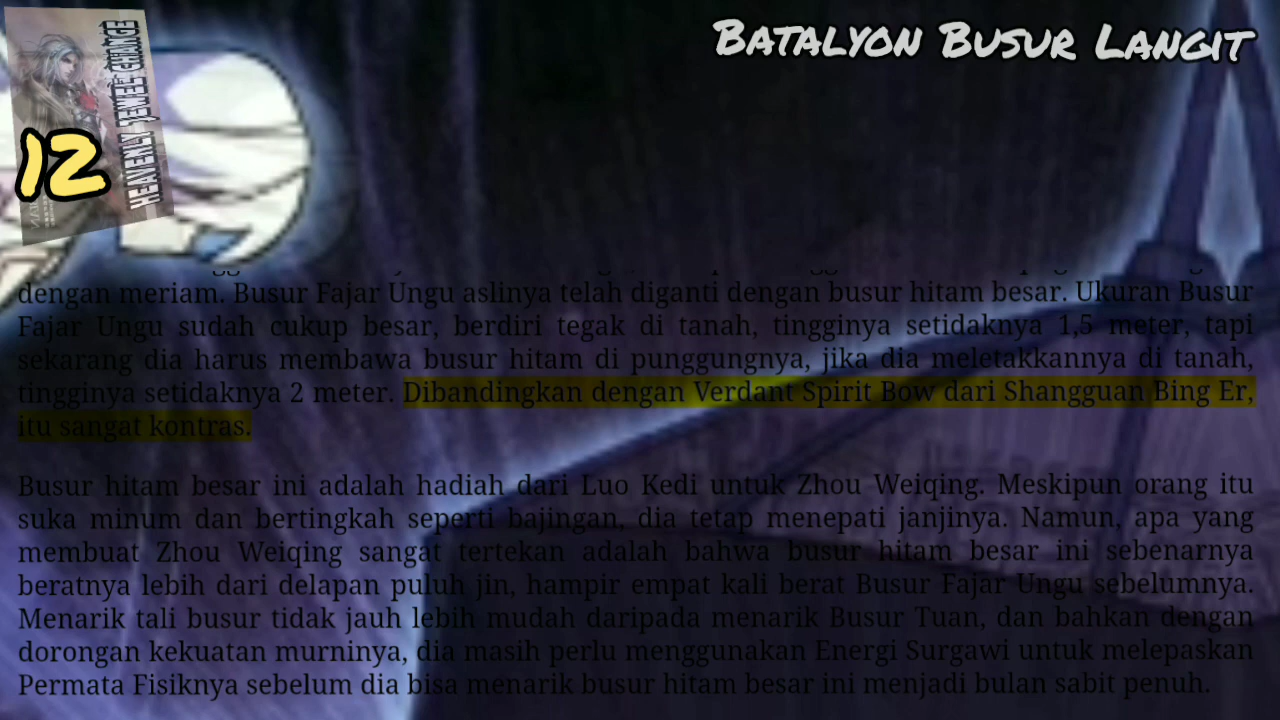 Batalyon Busur Langit
HEAVENLY JEWEL CHANGE
12
dengan meriam. Busur Fajar Ungu aslinya telah diganti dengan busur hitam besar. Ukuran Busur
Fajar Ungu sudah cukup besar, berdiri tegak di tanah, tingginya setidaknya 1,5 meter, tapi
sekarang dia harus membawa busur hitam di punggungnya, jika dia meletakkannya di tanah,
tingginya setidaknya 2 meter. Dibandingkan dengan Verdant Spirit Bow dari Shangguan Bing Er,
itu sangat kontras.
Busur hitam besar ini adalah hadiah dari Luo Kedi untuk Zhou Weiqing. Meskipun orang itu
suka minum dan bertingkah seperti bajingan, dia tetap menepati janjinya. Namun, apa yang
membuat Zhou Weiqing sangat tertekan adalah bahwa busur hitam besar ini sebenarnya
beratnya lebih dari delapan puluh jin, hampir empat kali berat Busur Fajar Ungu sebelumnya.
Menarik tali busur tidak jauh lebih mudah daripada menarik Busur Tuan, dan bahkan dengan
dorongan kekuatan murninya, dia masih perlu menggunakan Energi Surgawi untuk melepaskan
Permata Fisiknya sebelum dia bisa menarik busur hitam besar ini menjadi bulan sabit penuh.